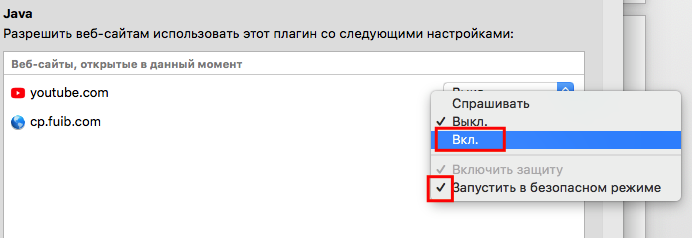 Java
Разрешить веб-сайтам использовать этот плагин со следующими настройками:
Веб-сайты, открытые в данный момент
youtube.com
cp.fuib.com
Спрашивать
Выкл.
Вкл.
Включить защиту
Запустить в безопасном режиме